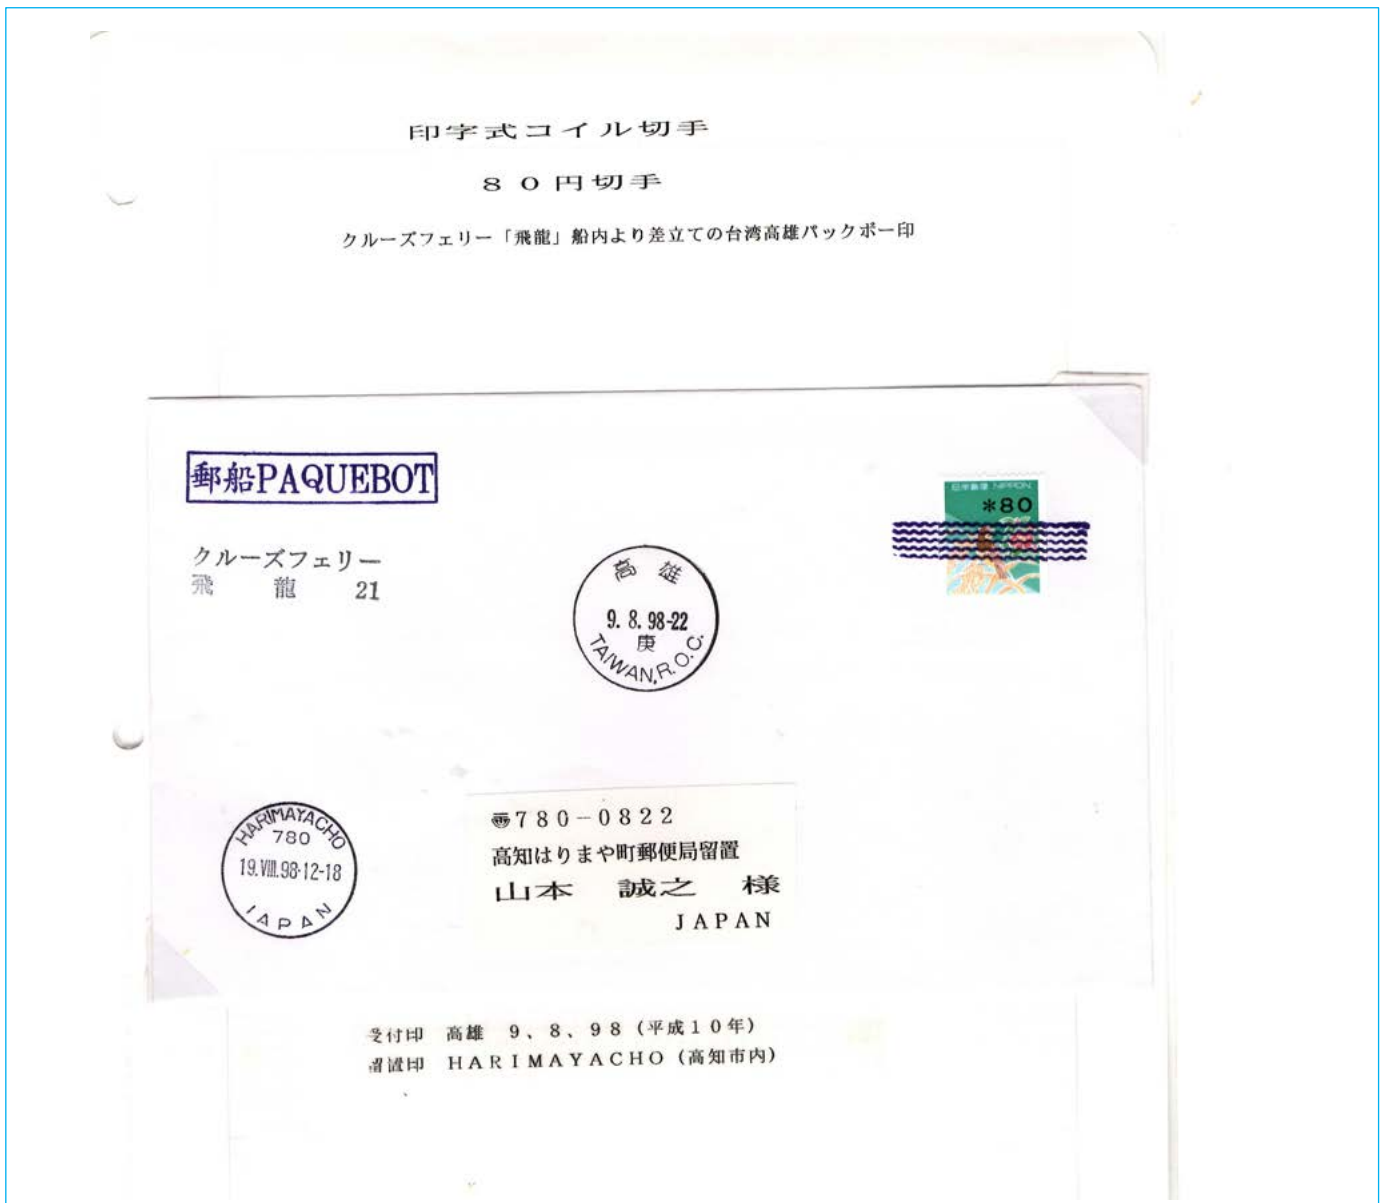 印字式コイル切手
80円切手
クルーズフェリー「飛龍」船内より差立ての台湾高雄パックボー印
郵船PAQUEBOT
日本郵便 NIPPON
*80
クルーズフェリー
飛 龍 21
高雄
9. 8. 98-22
庚
TAIWAN, R.O.C.
HARIMAYACHO
780
19.VIII.98-12-18
JAPAN
〠780-0822
高知はりまや町郵便局留置
山本 誠之 様
JAPAN
受付印 高雄 9、8、98(平成10年)
留置印 HARIMAYACHO(高知市内)